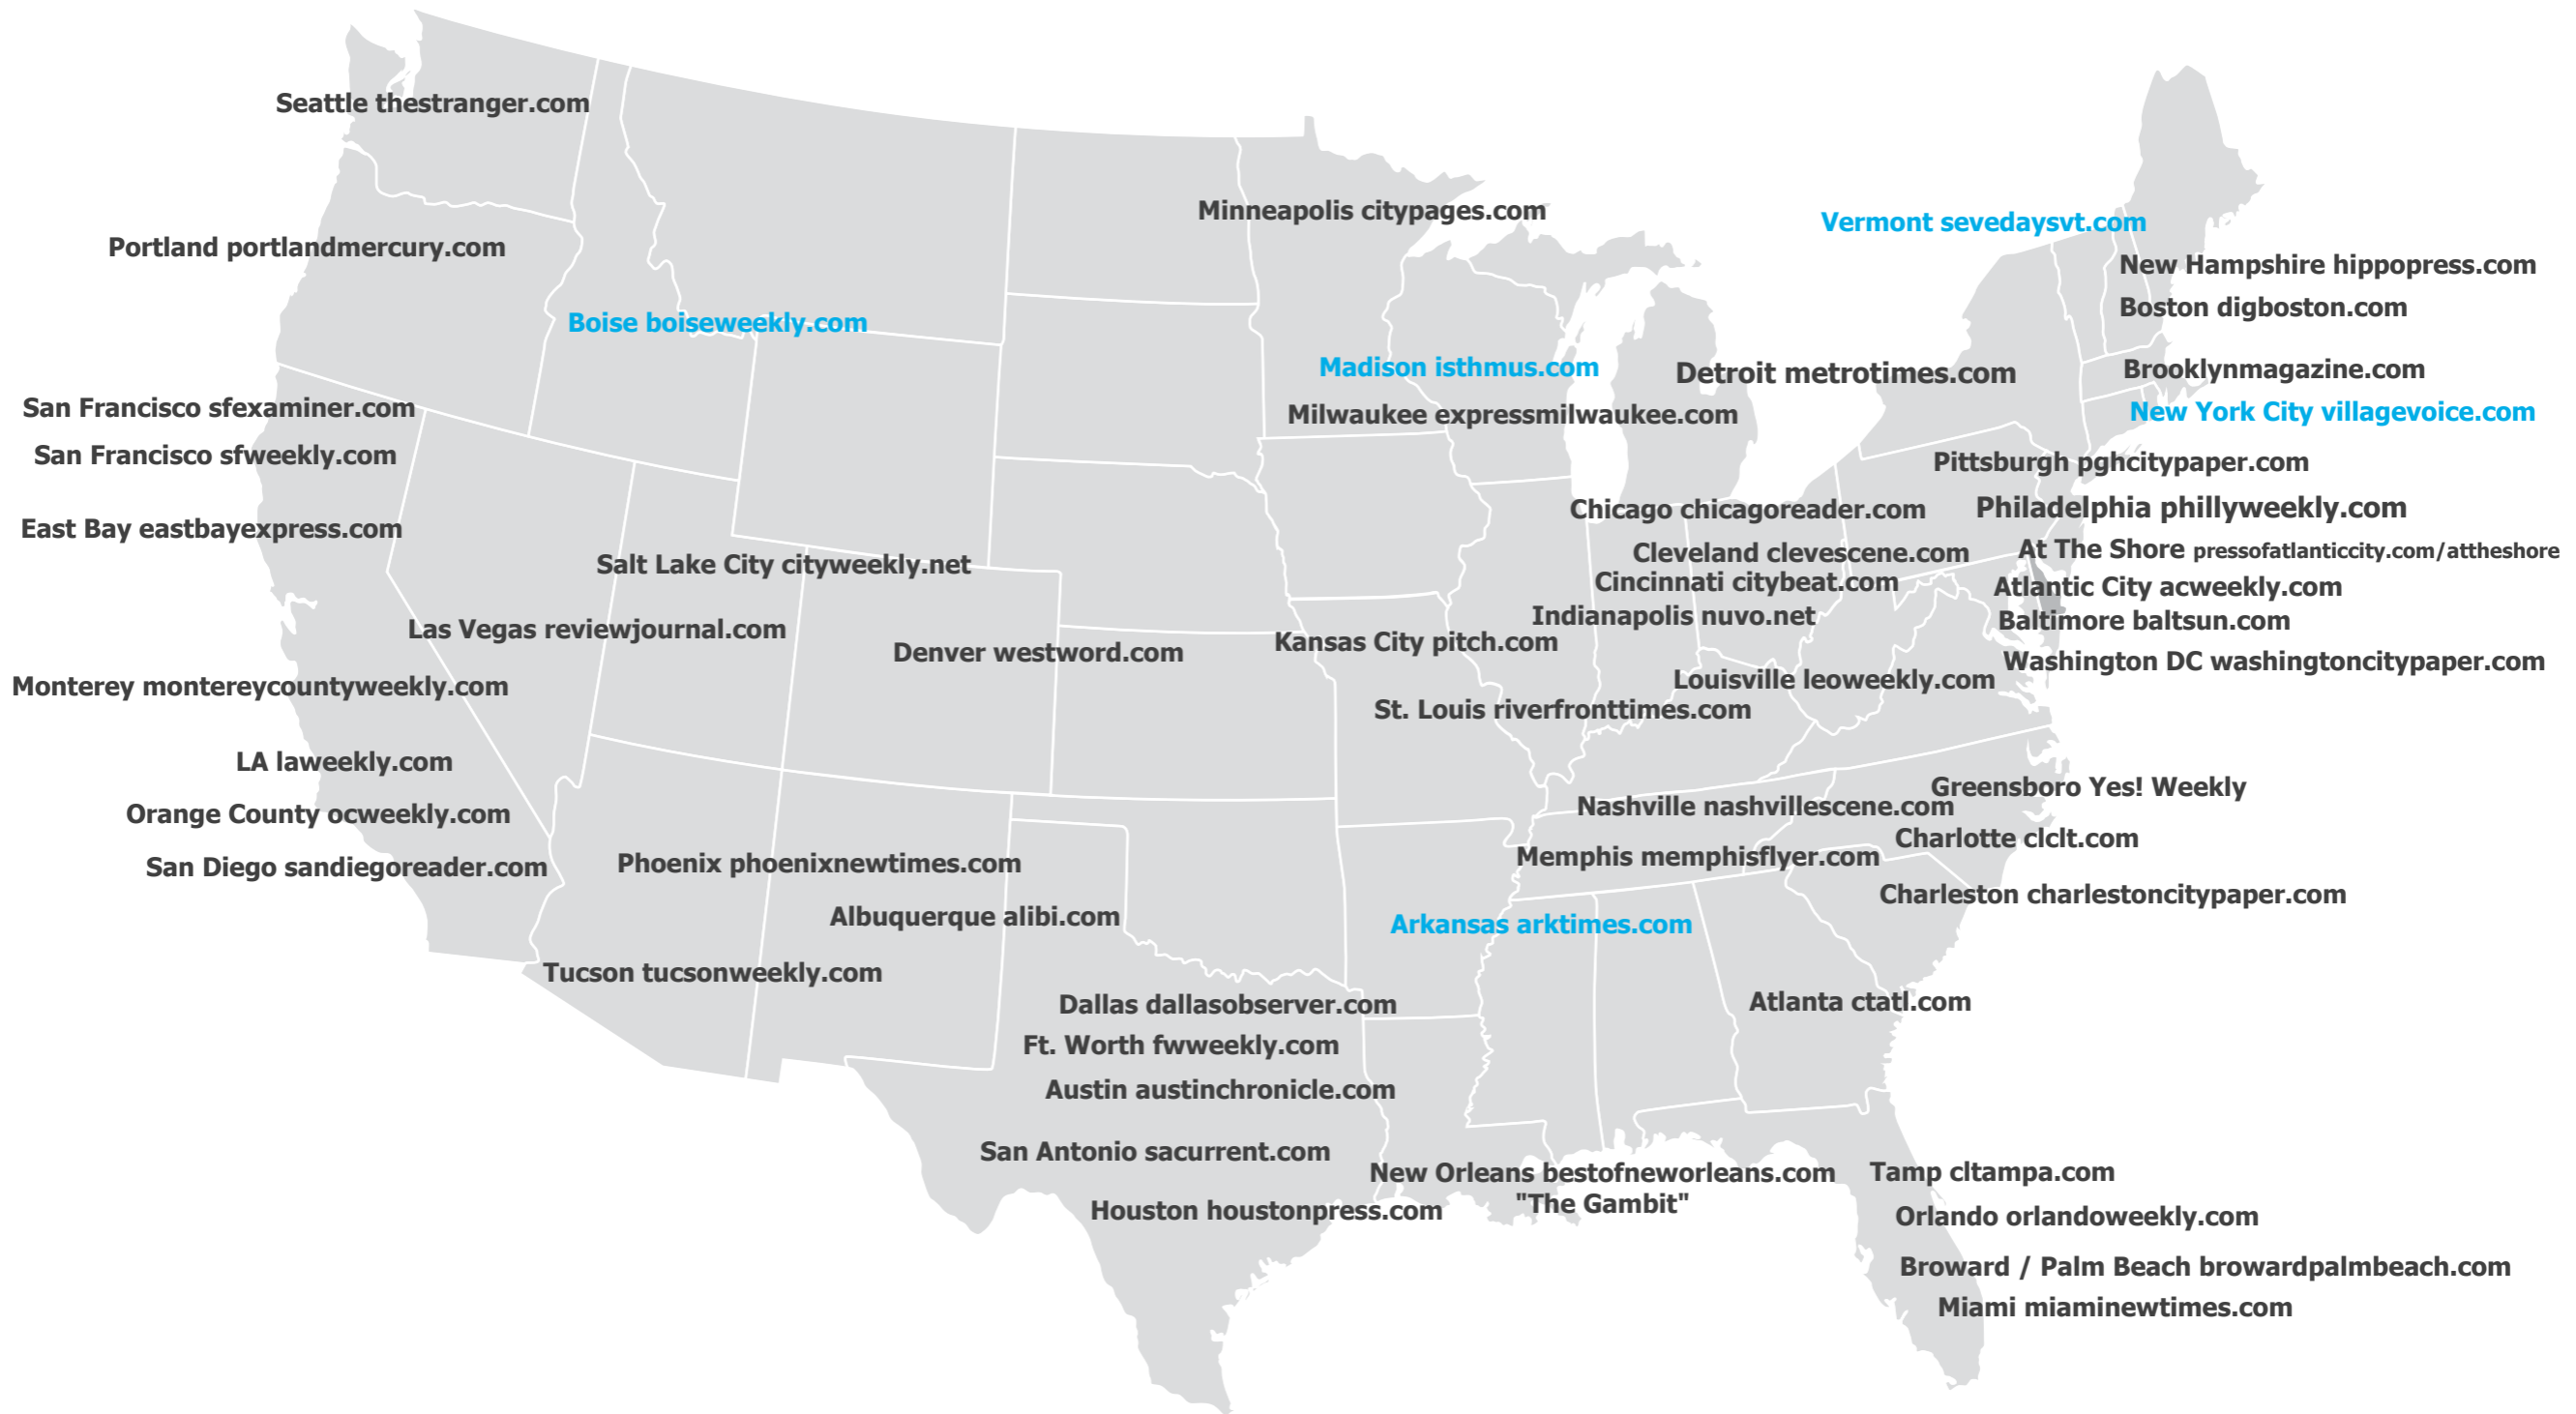 Seattle thestranger.com
Minneapolis citypages.com
Vermont sevedaysvt.com
Portland portlandmercury.com
New Hampshire hippopress.com
Boston digboston.com
Boise boiseweekly.com
Madison isthmus.com
Detroit metrotimes.com
Brooklynmagazine.com
San Francisco sfexaminer.com
Milwaukee expressmilwaukee.com
New York City villagevoice.com
San Francisco sfweekly.com
Pittsburgh pghcitypaper.com
Chicago chicagoreader.com
Philadelphia phillyweekly.com
East Bay eastbayexpress.com
Cleveland clevescene.com
At The Shore pressofatlanticcity.com/attheshore
Salt Lake City cityweekly.net
Cincinnati citybeat.com
Atlantic City acweekly.com
Indianapolis nuvo.net
Baltimore baltsun.com
Las Vegas reviewjournal.com
Kansas City pitch.com
Denver westword.com
Washington DC washingtoncitypaper.com
Monterey montereycountyweekly.com
Louisville leoweekly.com
St. Louis riverfronttimes.com
LA laweekly.com
Greensboro Yes! Weekly
Nashville nashvillescene.com
Orange County ocweekly.com
Charlotte clclt.com
Memphis memphisflyer.com
San Diego sandiegoreader.com
Phoenix phoenixnewtimes.com
Charleston charlestoncitypaper.com
Albuquerque alibi.com
Arkansas arktimes.com
Tucson tucsonweekly.com
Dallas dallasobserver.com
Atlanta ctatl.com
Ft. Worth fwweekly.com
Austin austinchronicle.com
San Antonio sacurrent.com
New Orleans bestofneworleans.com
"The Gambit"
Tamp cltampa.com
Houston houstonpress.com
Orlando orlandoweekly.com
Broward / Palm Beach browardpalmbeach.com
Miami miaminewtimes.com